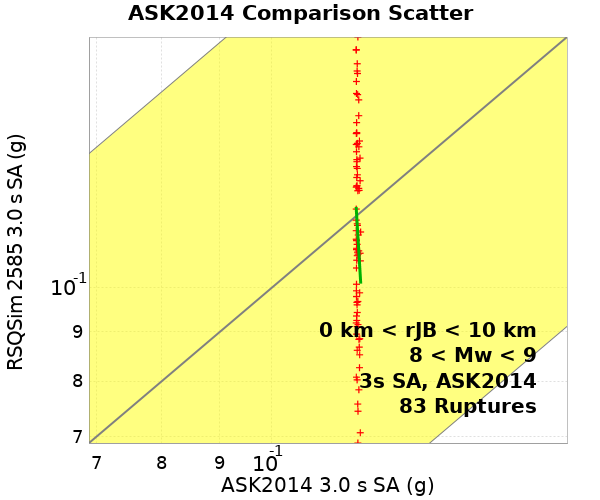 ASK2014 Comparison Scatter
RSQSim 2585 3.0 s SA (g)
10-1
9
8
7
0 km < rJB < 10 km
8 < Mw < 9
3s SA, ASK2014
83 Ruptures
7 8 9 10-1
ASK2014 3.0 s SA (g)